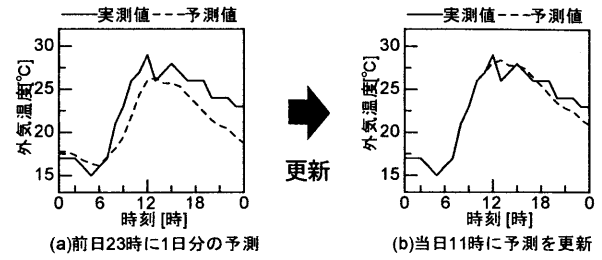 実測値 予測値
外気温度[℃]
30
25
20
15
0 6 12 18 0
時刻 [時]
(a)前日23時に1日分の予測
更新
実測値 予測値
外気温度[℃]
30
25
20
15
0 6 12 18 0
時刻 [時]
(b)当日11時に予測を更新